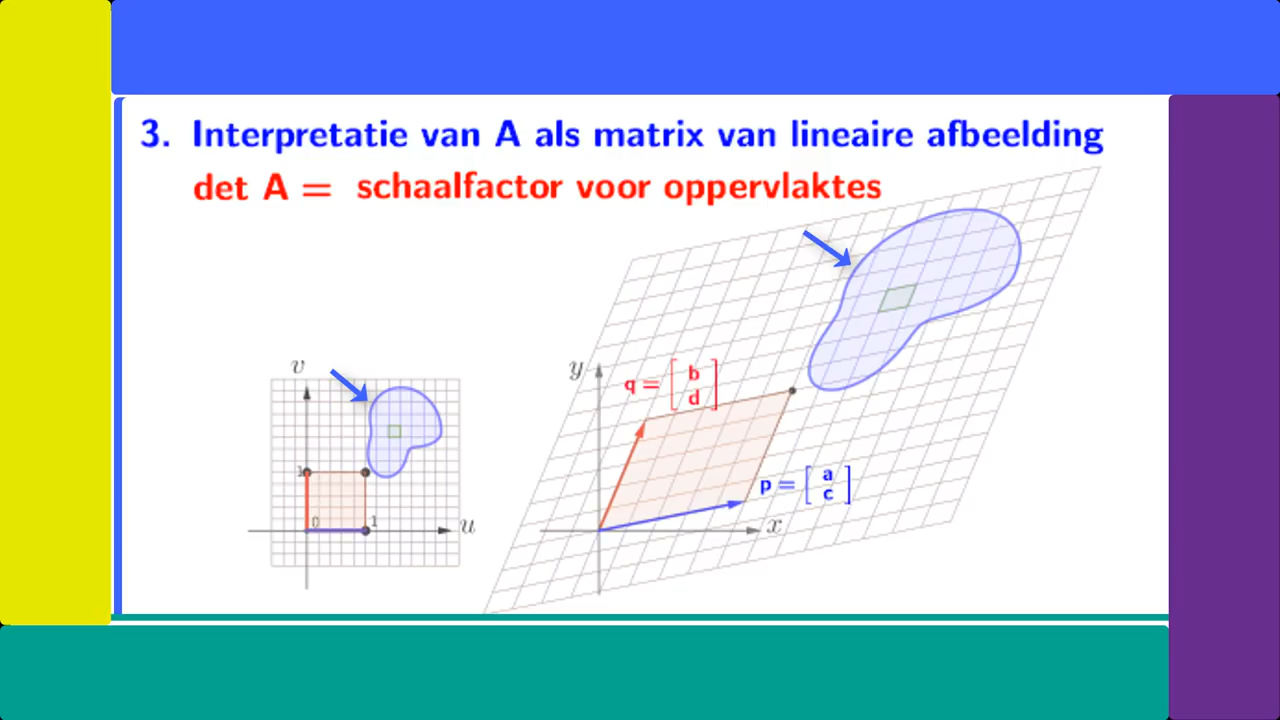 3. Interpretatie van A als matrix van lineaire afbeelding
det A = schaalfactor voor oppervlaktes
v
1
0
1
u
y
q = [ b
d ]
p = [ a
c ]
x